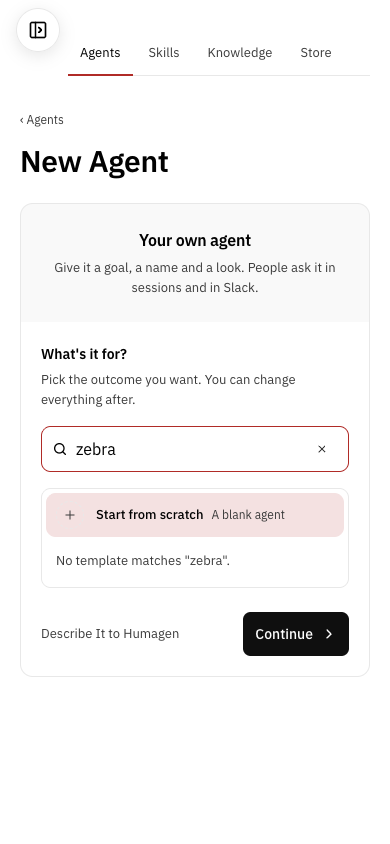 Agents Skills Knowledge Store
‹ Agents
New Agent
Your own agent
Give it a goal, a name and a look. People ask it in
sessions and in Slack.
What's it for?
Pick the outcome you want. You can change
everything after.
zebra ×
+ Start from scratch A blank agent
No template matches "zebra".
Describe It to Humagen
Continue